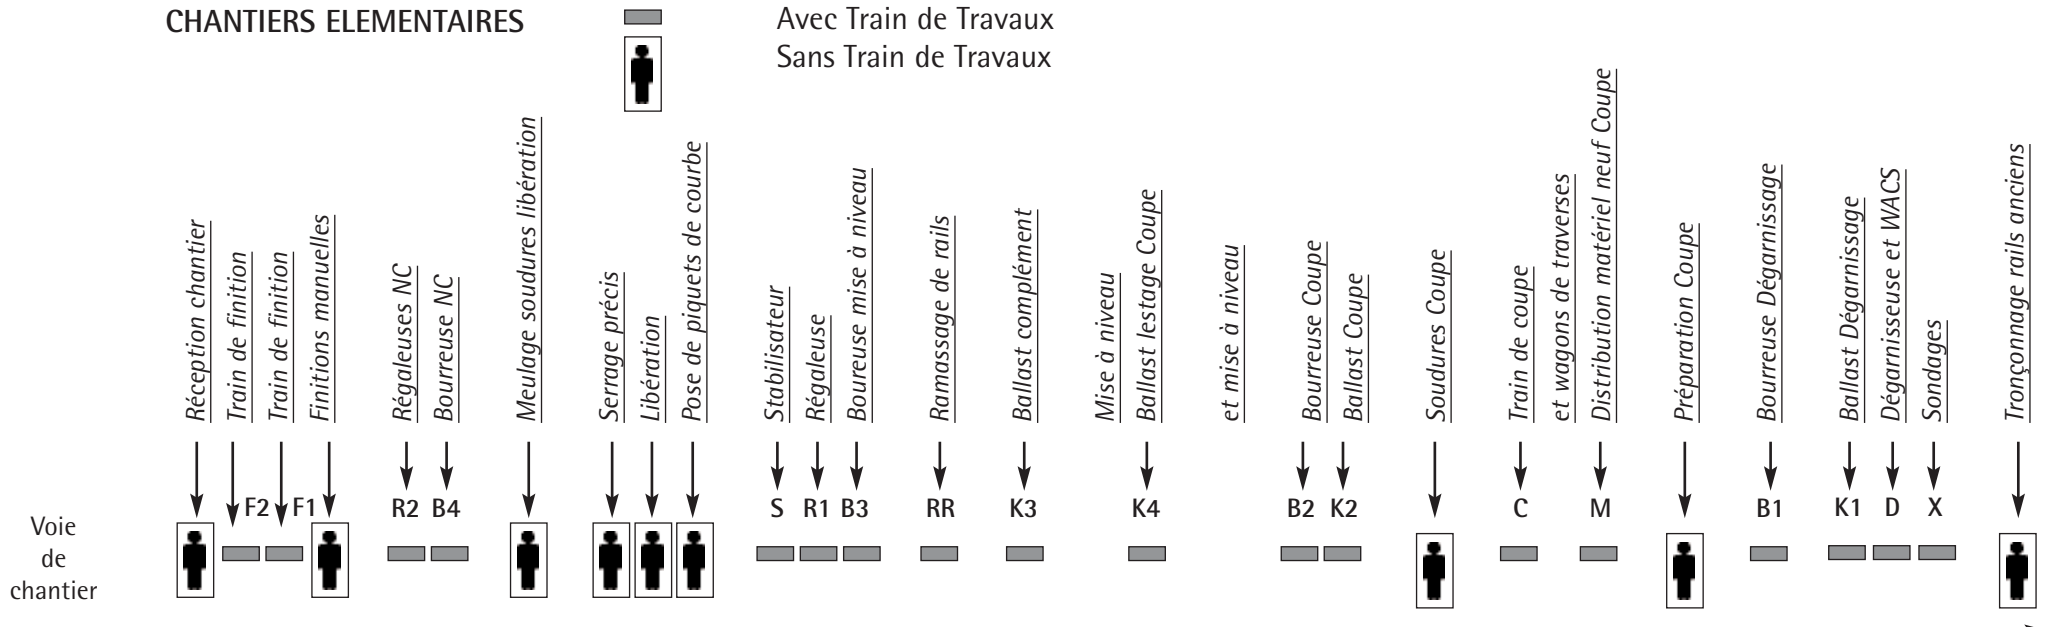 CHANTIERS ELEMENTAIRES
Avec Train de Travaux
Sans Train de Travaux
Réception chantier
Train de finition
Train de finition
Finitions manuelles
Régaleuses NC
Bourreuse NC
Meulage soudures libération
Serrage précis
Libération
Pose de piquets de courbe
Stabilisateur
Régaleuse
Boureuse mise à niveau
Ramassage de rails
Ballast complément
Mise à niveau
Ballast lestage Coupe
et mise à niveau
Bourreuse Coupe
Ballast Coupe
Soudures Coupe
Train de coupe
et wagons de traverses
Distribution matériel neuf Coupe
Préparation Coupe
Bourreuse Dégarnissage
Ballast Dégarnissage
Dégarnisseuse et WACS
Sondages
Tronçonnage rails anciens
F2 F1 R2 B4 S R1 B3 RR K3 K4 B2 K2 C M B1 K1 D X
Voie
de
chantier